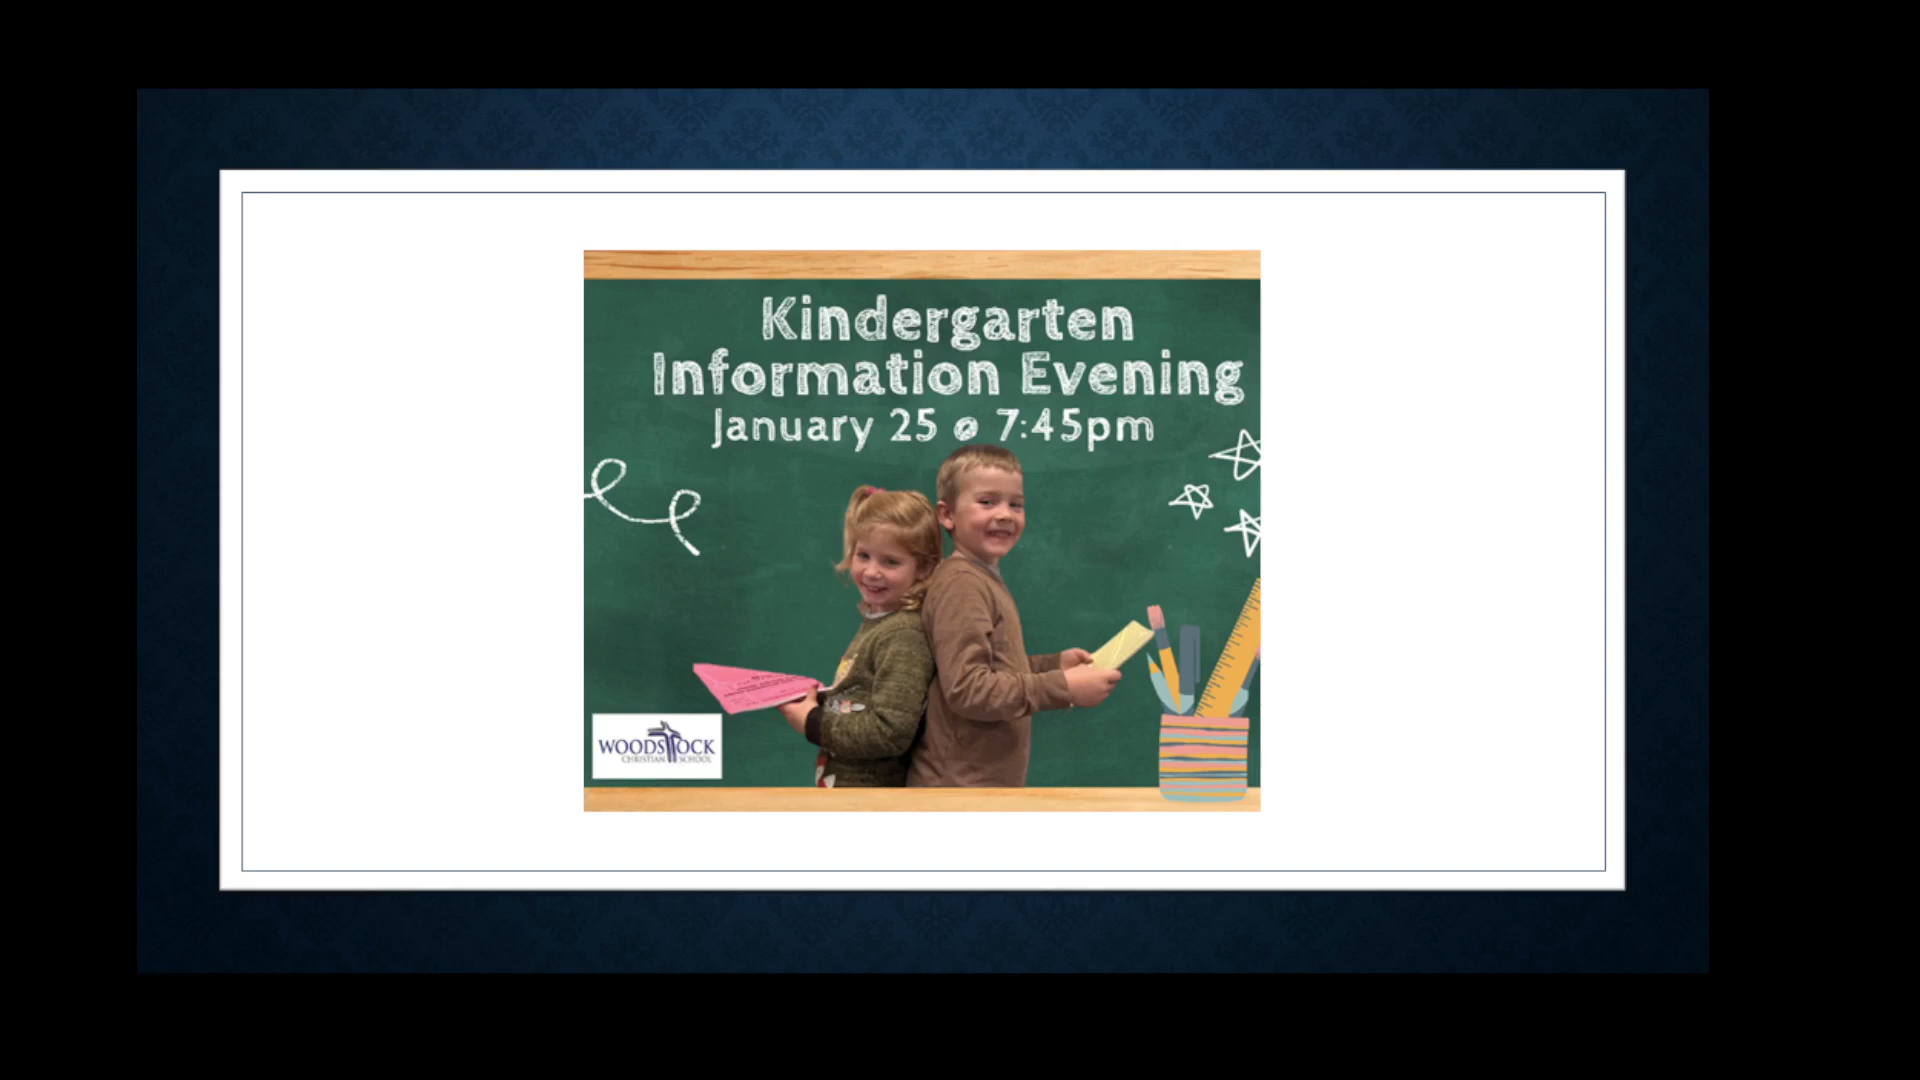 Kindergarten
Information Evening
January 25 @ 7:45pm
WOODSTOCK
CHRISTIAN SCHOOL